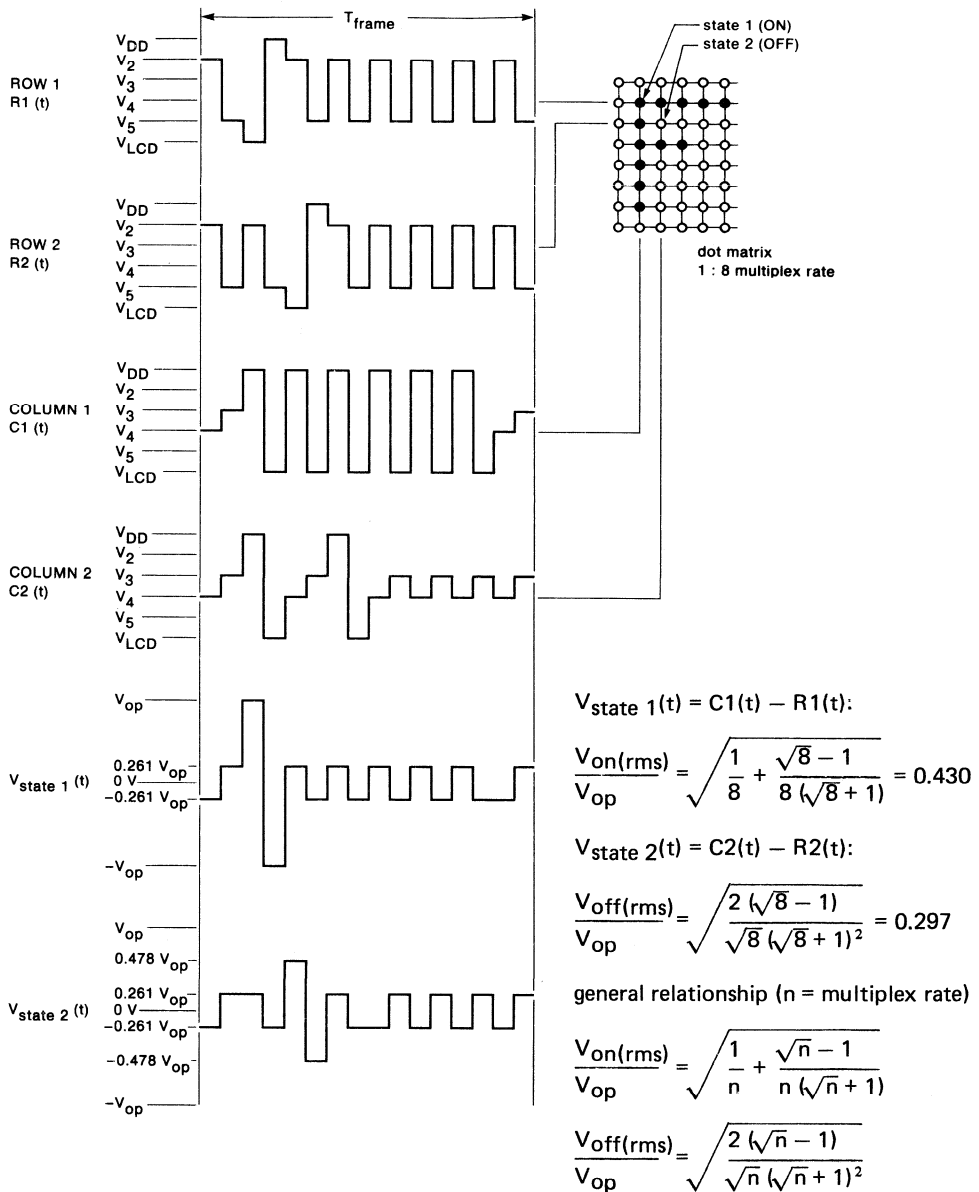 T_frame
ROW 1
R1 (t)
V_DD
V_2
V_3
V_4
V_5
V_LCD
state 1 (ON)
state 2 (OFF)
dot matrix
1 : 8 multiplex rate
ROW 2
R2 (t)
V_DD
V_2
V_3
V_4
V_5
V_LCD
COLUMN 1
C1 (t)
V_DD
V_2
V_3
V_4
V_5
V_LCD
COLUMN 2
C2 (t)
V_DD
V_2
V_3
V_4
V_5
V_LCD
V_state 1 (t)
V_op
0.261 V_op
0 V
−0.261 V_op
−V_op
V_state 2 (t)
V_op
0.478 V_op
0.261 V_op
0 V
−0.261 V_op
−0.478 V_op
−V_op
V_state 1(t) = C1(t) − R1(t):
V_on(rms)/V_op = √(1/8 + (√8 − 1)/(8 (√8 + 1))) = 0.430
V_state 2(t) = C2(t) − R2(t):
V_off(rms)/V_op = √(2 (√8 − 1)/(√8 (√8 + 1)²)) = 0.297
general relationship (n = multiplex rate)
V_on(rms)/V_op = √(1/n + (√n − 1)/(n (√n + 1)))
V_off(rms)/V_op = √(2 (√n − 1)/(√n (√n + 1)²))